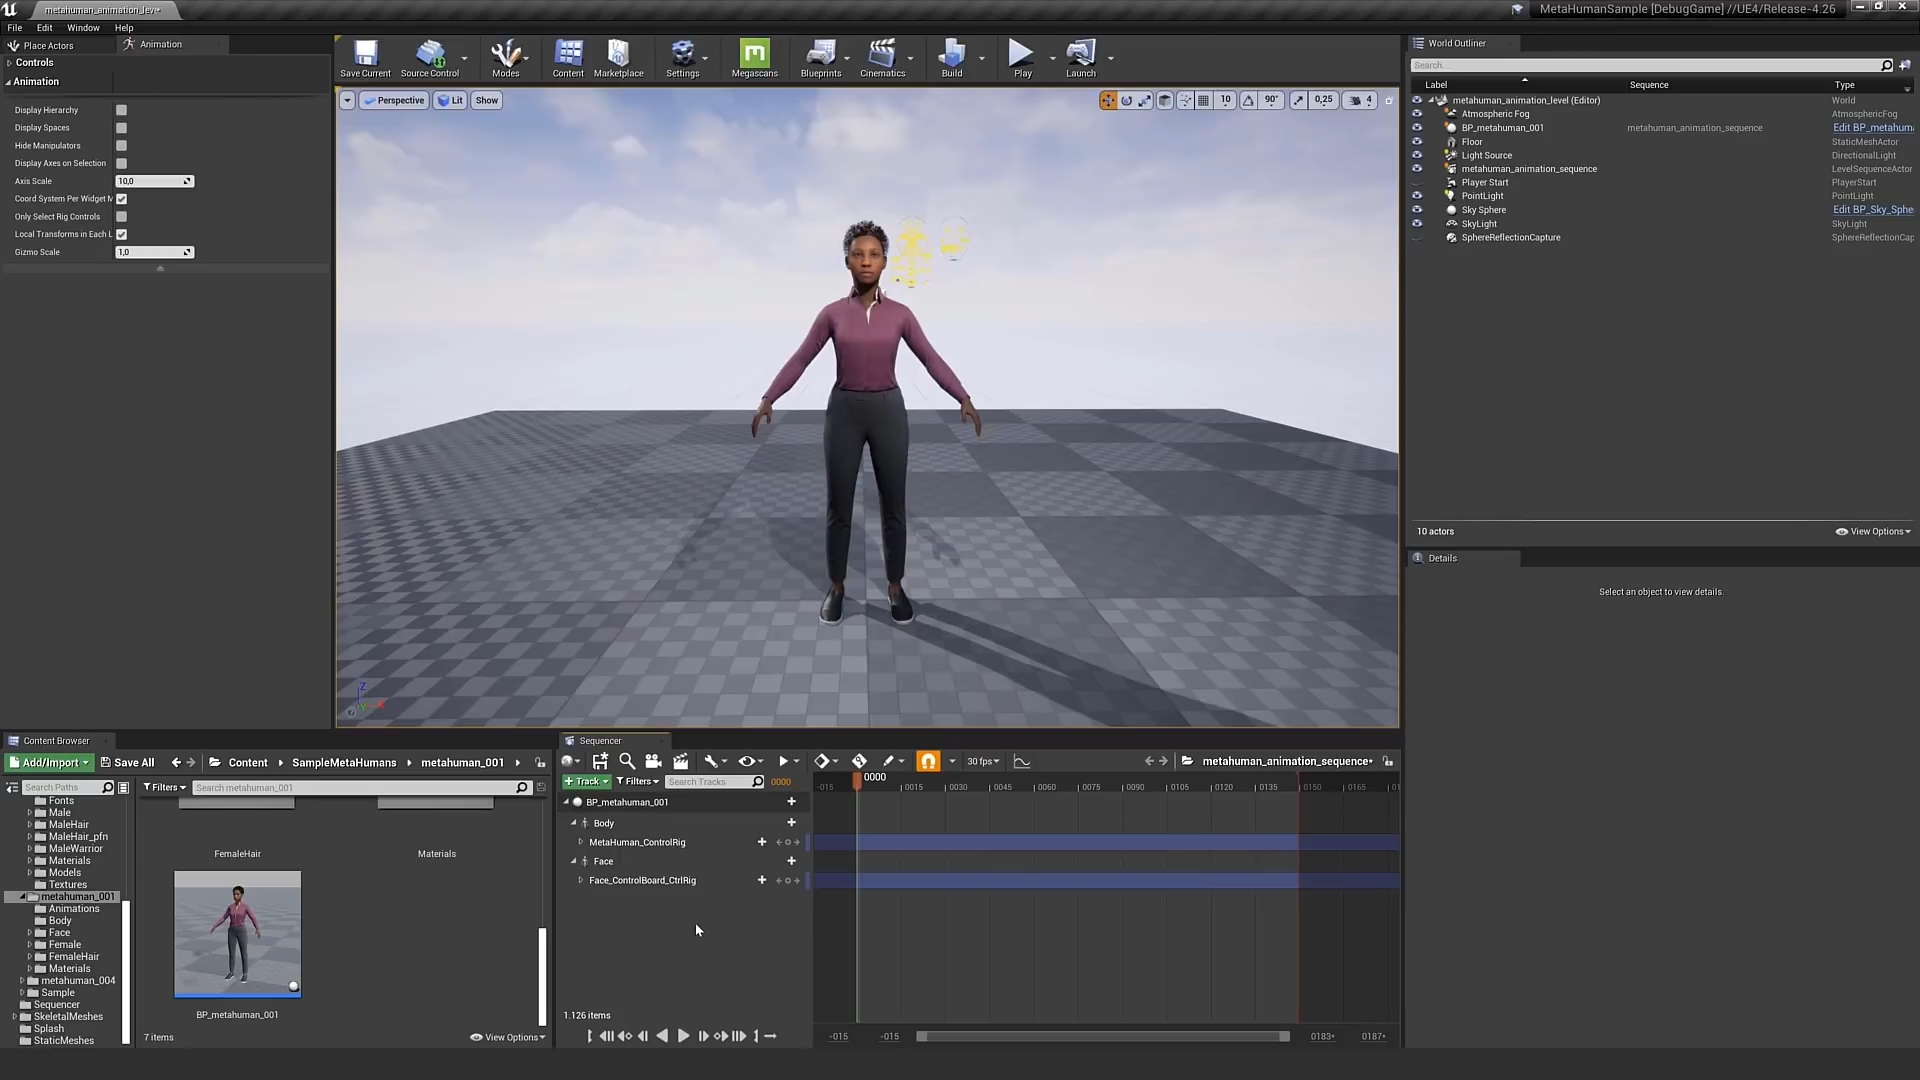 metahuman_animation_leve*
MetaHumanSample [DebugGame] //UE4/Release-4.26
File Edit Window Help
Place Actors Animation
Controls
Animation
Display Hierarchy
Display Spaces
Hide Manipulators
Display Axes on Selection
Axis Scale 10,0
Coord System Per Widget M
Only Select Rig Controls
Local Transforms in Each L
Gizmo Scale 1,0
Save Current Source Control Modes Content Marketplace Settings Megascans Blueprints Cinematics Build Play Launch
Perspective Lit Show 10 90° 0,25 4
Z
X
World Outliner
Search...
Label Sequence Type
metahuman_animation_level (Editor) World
Atmospheric Fog AtmosphericFog
BP_metahuman_001 metahuman_animation_sequence Edit BP_metahum
Floor StaticMeshActor
Light Source DirectionalLight
metahuman_animation_sequence LevelSequenceActor
Player Start PlayerStart
PointLight PointLight
Sky Sphere Edit BP_Sky_Sphe
SkyLight SkyLight
SphereReflectionCapture SphereReflectionCap
10 actors View Options
Details
Select an object to view details.
Content Browser
Add/Import Save All Content SampleMetaHumans metahuman_001
Search Paths Filters Search metahuman_001
Fonts
Male
MaleHair
MaleHair_pfn
MaleWarrior
Materials
Models
Textures
metahuman_001
Animations
Body
Face
Female
FemaleHair
Materials
metahuman_004
Sample
Sequencer
SkeletalMeshes
Splash
StaticMeshes
FemaleHair Materials
BP_metahuman_001
7 items View Options
Sequencer
30 fps metahuman_animation_sequence*
Track Filters Search Tracks 0000
0000
-015 0015 0030 0045 0060 0075 0090 0105 0120 0135 0150 0165 01
BP_metahuman_001
Body
MetaHuman_ControlRig
Face
Face_ControlBoard_CtrlRig
1.126 items
-015 -015 0183+ 0187+